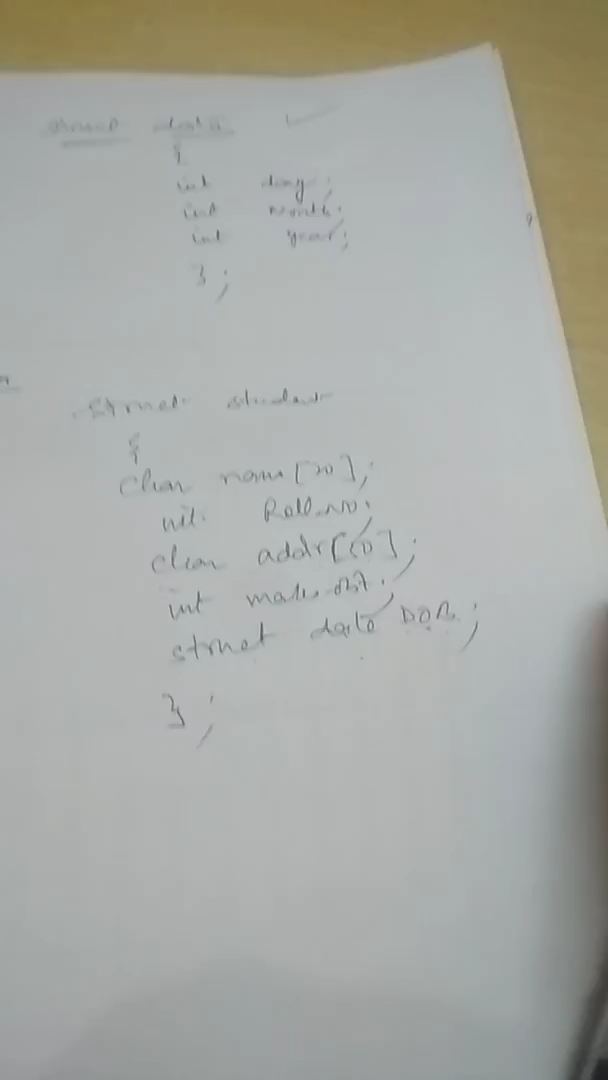 struct date
{
int day;
int month;
int year;
};
struct student
{
char name[20];
int Roll-no;
char addr[50];
int marks-obt;
struct date DOB;
};